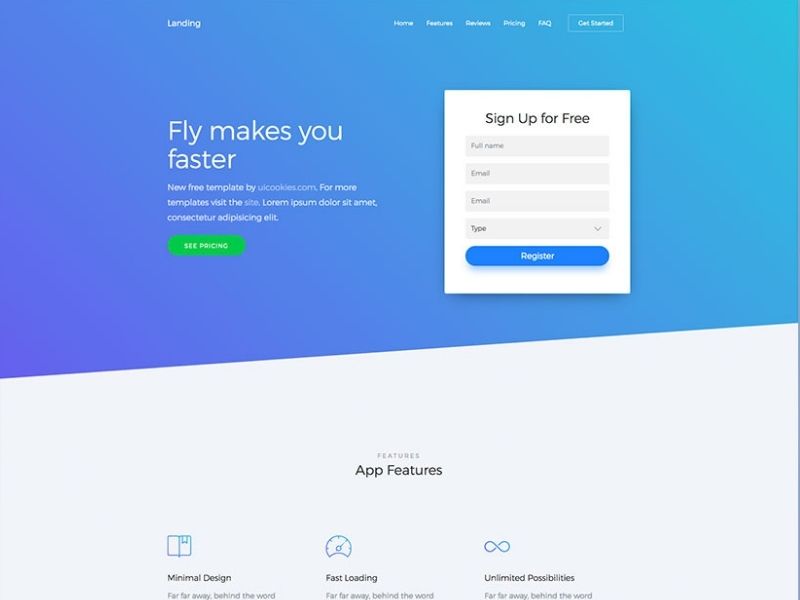 Landing
Home
Features
Reviews
Pricing
FAQ
Get Started
Fly makes you
faster
New free template by uicookies.com. For more
templates visit the site. Lorem ipsum dolor sit amet,
consectetur adipisicing elit.
SEE PRICING
Sign Up for Free
Full name
Email
Email
Type
Register
FEATURES
App Features
Minimal Design
Far far away, behind the word
Fast Loading
Far far away, behind the word
Unlimited Possibilities
Far far away, behind the word